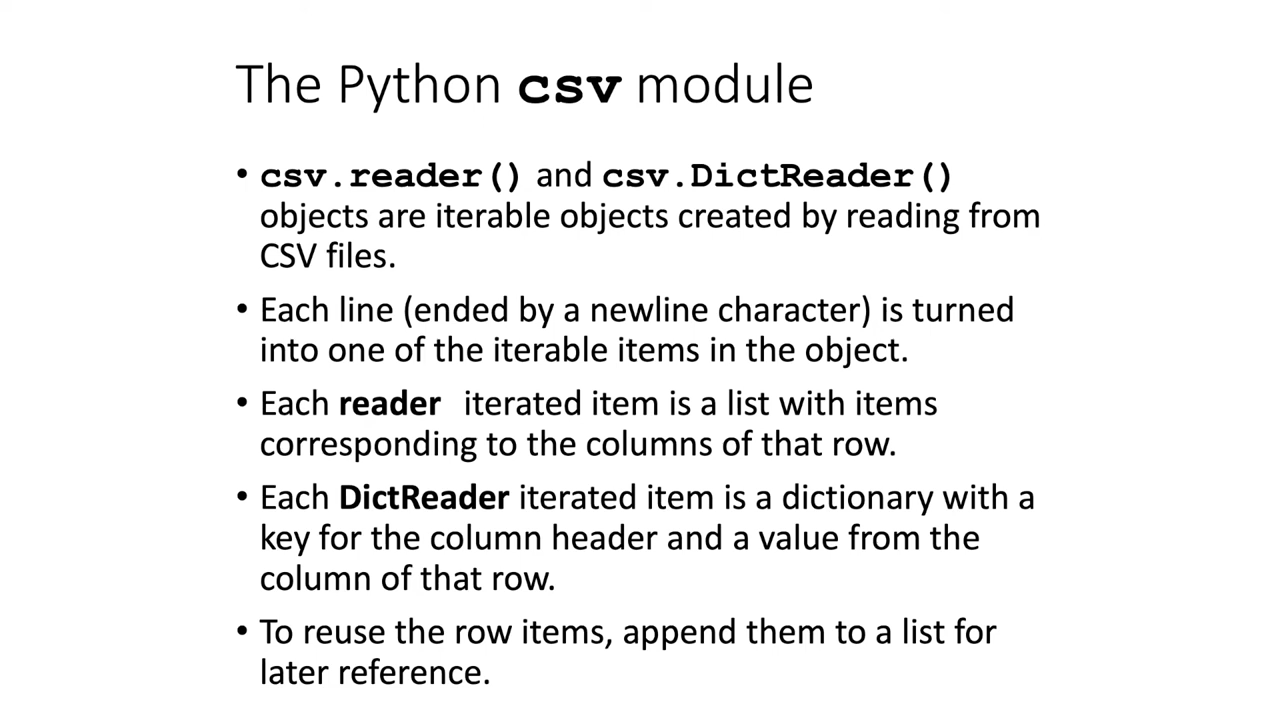 The Python csv module
• csv.reader() and csv.DictReader()
objects are iterable objects created by reading from
CSV files.
• Each line (ended by a newline character) is turned
into one of the iterable items in the object.
• Each reader iterated item is a list with items
corresponding to the columns of that row.
• Each DictReader iterated item is a dictionary with a
key for the column header and a value from the
column of that row.
• To reuse the row items, append them to a list for
later reference.